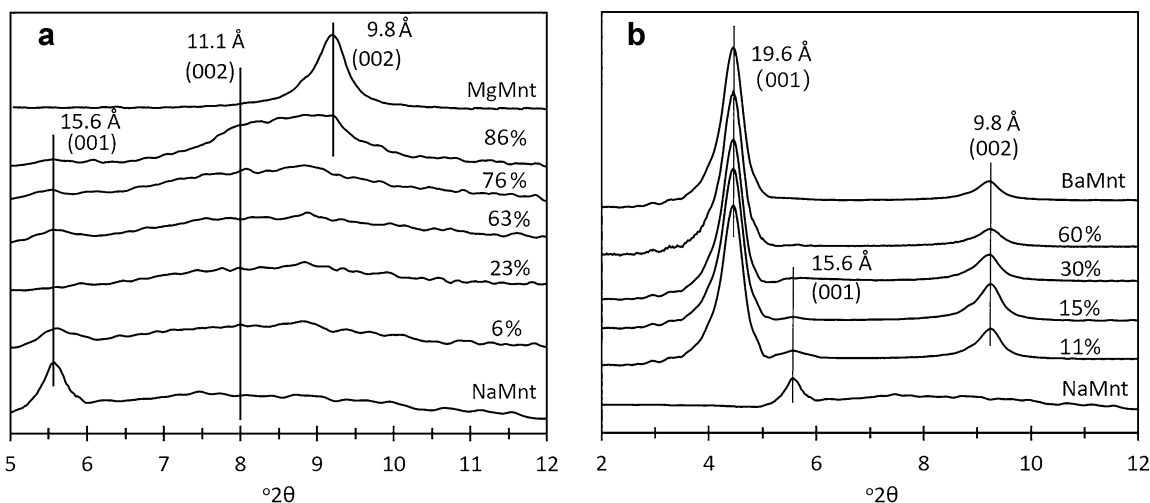 a
11.1 Å
(002)
9.8 Å
(002)
MgMnt
15.6 Å
(001)
86%
76%
63%
23%
6%
NaMnt
5 6 7 8 9 10 11 12
°2θ
b
19.6 Å
(001)
9.8 Å
(002)
BaMnt
60%
15.6 Å
(001)
30%
15%
11%
NaMnt
2 4 6 8 10 12
°2θ